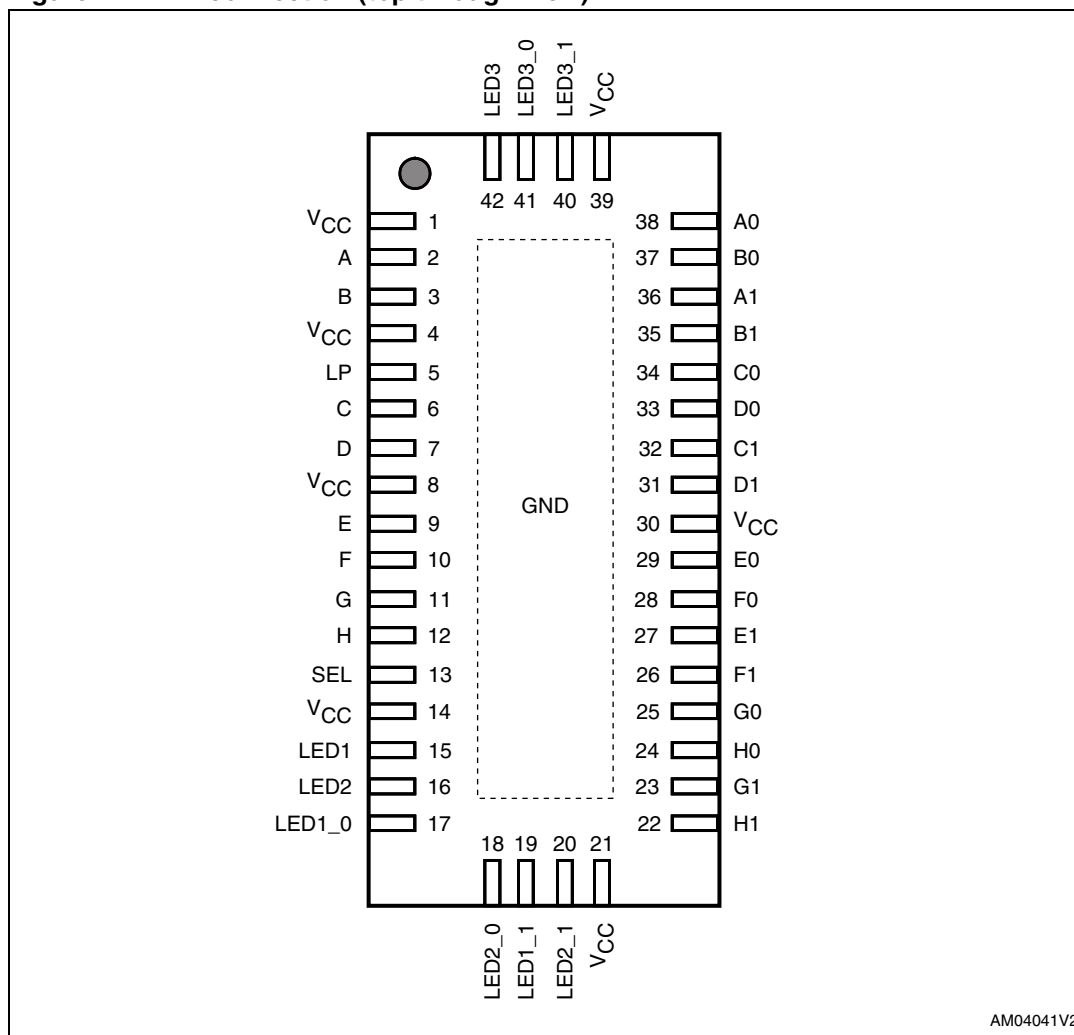 LED3
LED3_0
LED3_1
VCC
42 41 40 39
VCC 1 38 A0
A 2 37 B0
B 3 36 A1
VCC 4 35 B1
LP 5 34 C0
C 6 33 D0
D 7 32 C1
VCC 8 31 D1
GND
E 9 30 VCC
F 10 29 E0
G 11 28 F0
H 12 27 E1
SEL 13 26 F1
VCC 14 25 G0
LED1 15 24 H0
LED2 16 23 G1
LED1_0 17 22 H1
18 19 20 21
LED2_0
LED1_1
LED2_1
VCC
AM04041V2